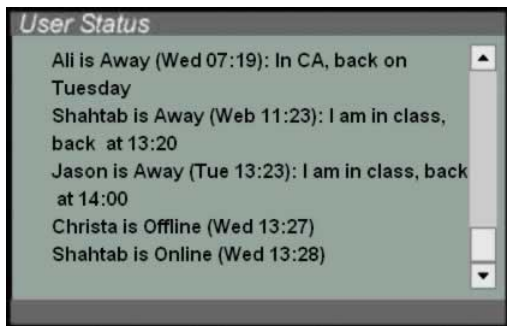 User Status
Ali is Away (Wed 07:19): In CA, back on
Tuesday
Shahtab is Away (Web 11:23): I am in class,
back at 13:20
Jason is Away (Tue 13:23): I am in class, back
at 14:00
Christa is Offline (Wed 13:27)
Shahtab is Online (Wed 13:28)